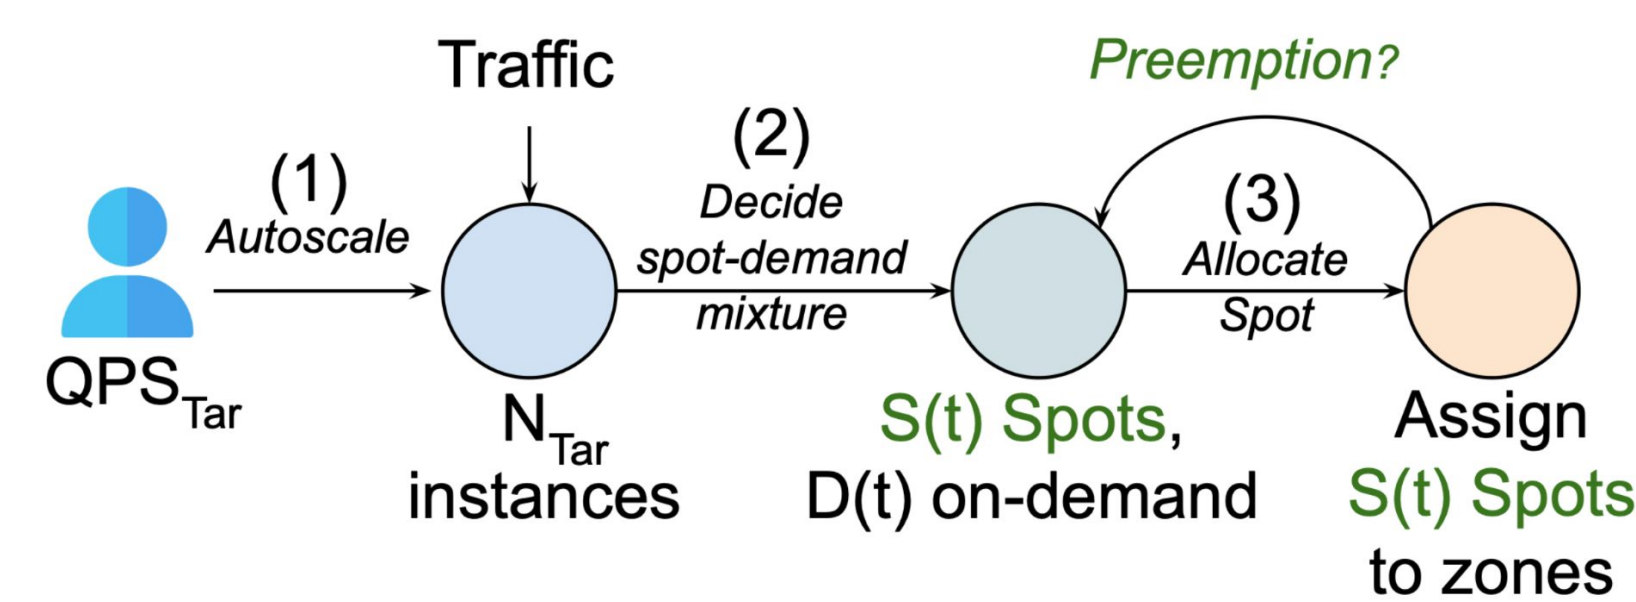 Traffic
Preemption?
(1)
Autoscale
(2)
Decide
spot-demand
mixture
(3)
Allocate
Spot
QPS_Tar
N_Tar
instances
S(t) Spots,
D(t) on-demand
Assign
S(t) Spots
to zones